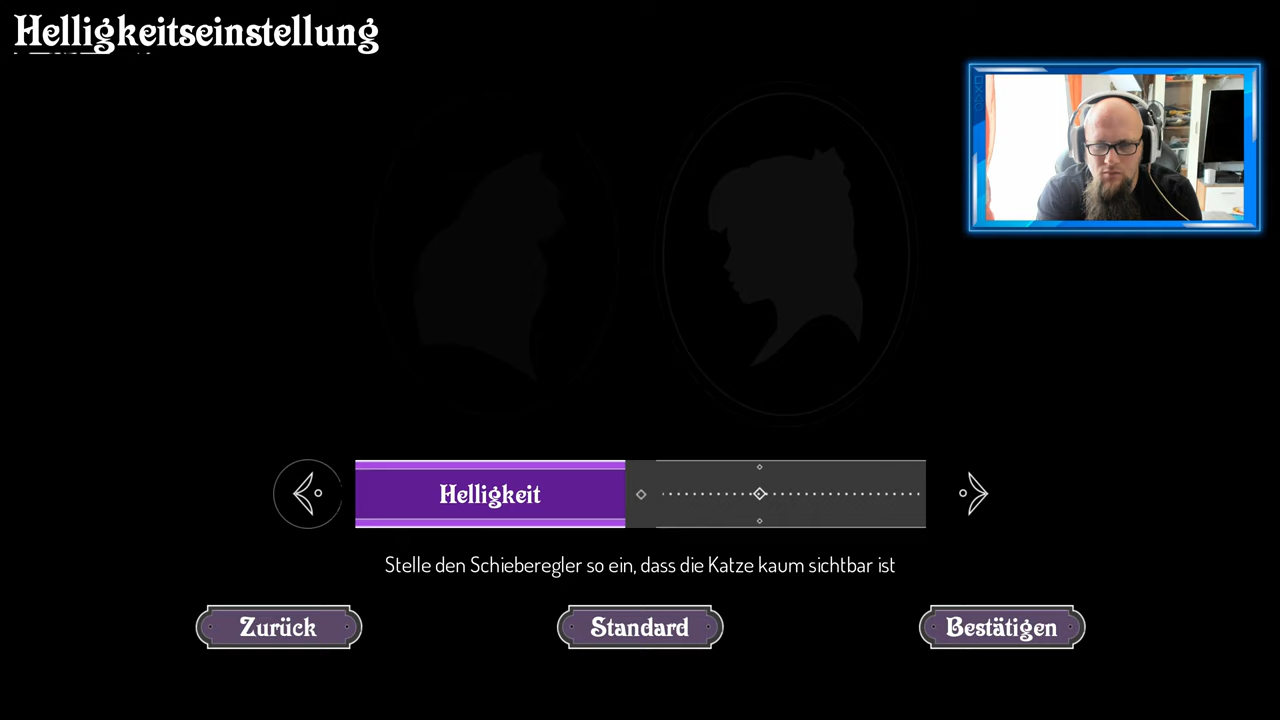 Helligkeitseinstellung
Helligkeit
Stelle den Schieberegler so ein, dass die Katze kaum sichtbar ist
Zurück
Standard
Bestätigen